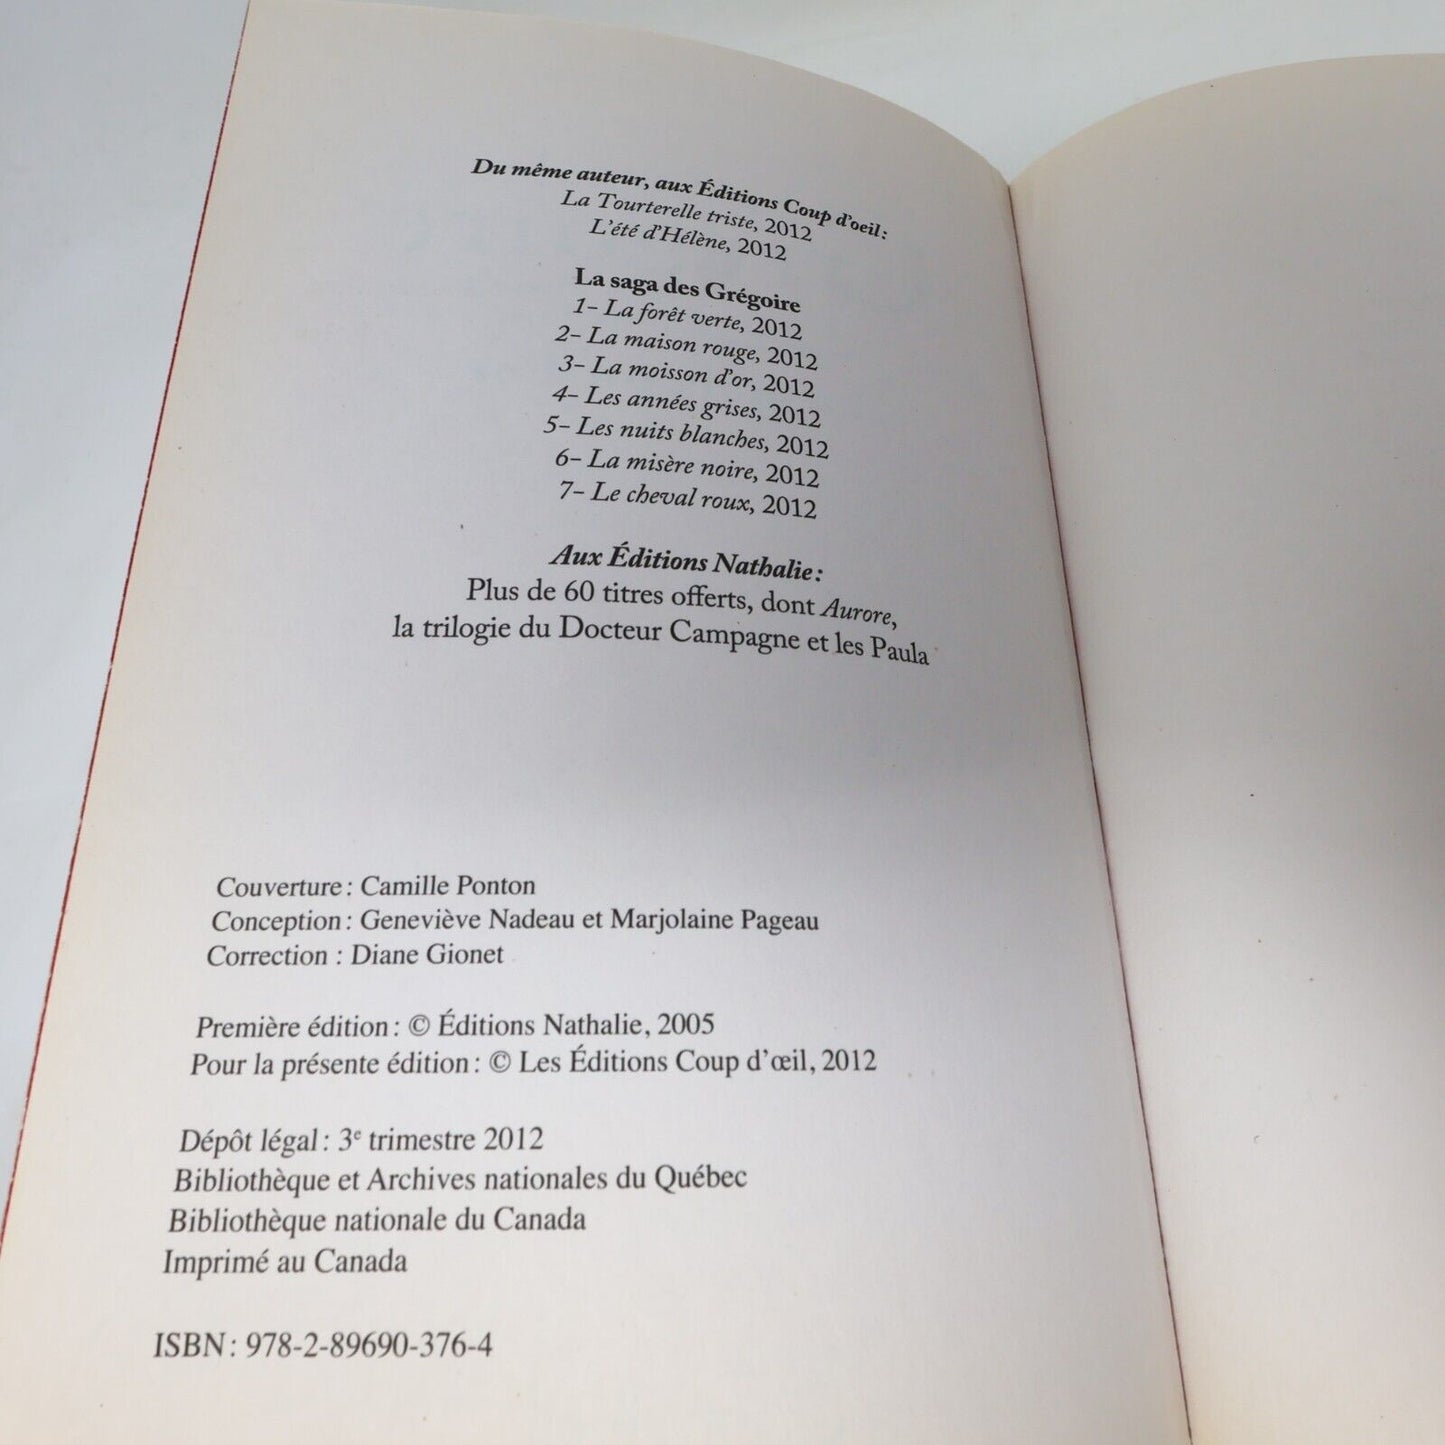 Du même auteur, aux Éditions Coup d'oeil :
La Tourterelle triste, 2012
L'été d'Hélène, 2012
La saga des Grégoire
1– La forêt verte, 2012
2– La maison rouge, 2012
3– La moisson d'or, 2012
4– Les années grises, 2012
5– Les nuits blanches, 2012
6– La misère noire, 2012
7– Le cheval roux, 2012
Aux Éditions Nathalie :
Plus de 60 titres offerts, dont Aurore,
la trilogie du Docteur Campagne et les Paula
Couverture : Camille Ponton
Conception : Geneviève Nadeau et Marjolaine Pageau
Correction : Diane Gionet
Première édition : © Éditions Nathalie, 2005
Pour la présente édition : © Les Éditions Coup d'œil, 2012
Dépôt légal : 3e trimestre 2012
Bibliothèque et Archives nationales du Québec
Bibliothèque nationale du Canada
Imprimé au Canada
ISBN : 978-2-89690-376-4